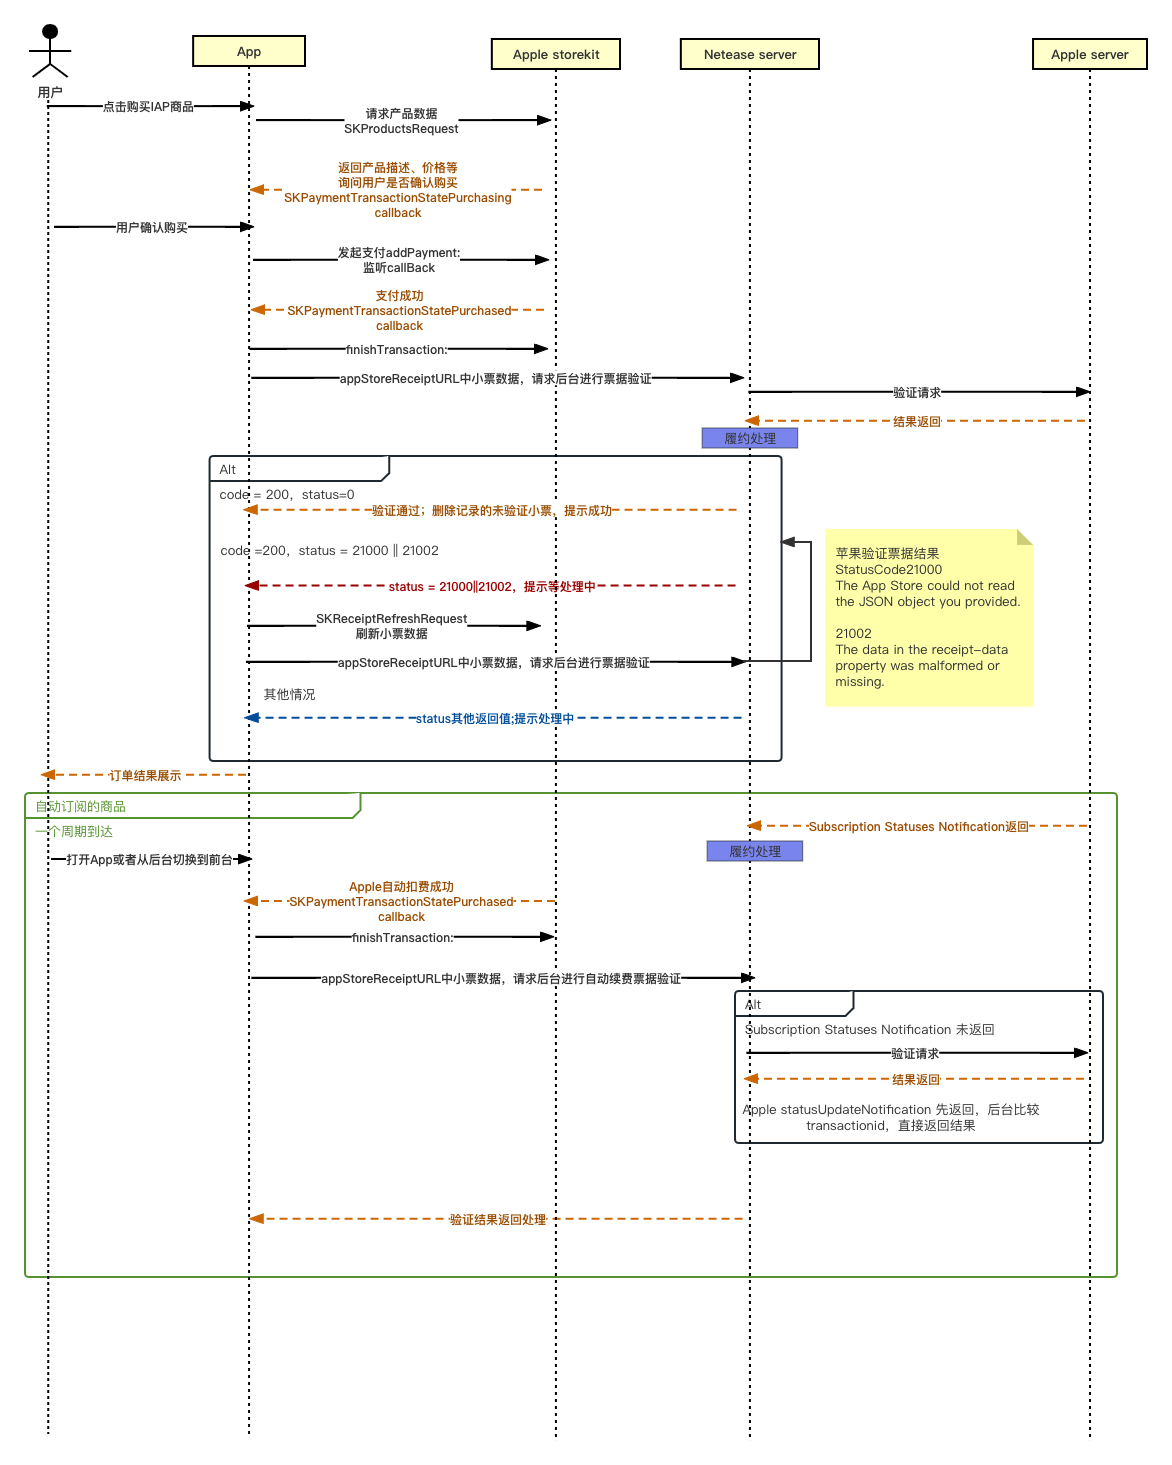 App
Apple storekit
Netease server
Apple server
用户
点击购买IAP商品
请求产品数据
SKProductsRequest
返回产品描述、价格等
询问用户是否确认购买
SKPaymentTransactionStatePurchasing
callback
用户确认购买
发起支付addPayment:
监听callBack
支付成功
SKPaymentTransactionStatePurchased
callback
finishTransaction:
appStoreReceiptURL中小票数据，请求后台进行票据验证
验证请求
结果返回
履约处理
Alt
code = 200，status=0
验证通过；删除记录的未验证小票，提示成功
code =200，status = 21000 || 21002
status = 21000||21002，提示等处理中
SKReceiptRefreshRequest
刷新小票数据
appStoreReceiptURL中小票数据，请求后台进行票据验证
其他情况
status其他返回值;提示处理中
苹果验证票据结果
StatusCode21000
The App Store could not read
the JSON object you provided.
21002
The data in the receipt-data
property was malformed or
missing.
订单结果展示
自动订阅的商品
一个周期到达
Subscription Statuses Notification返回
履约处理
打开App或者从后台切换到前台
Apple自动扣费成功
SKPaymentTransactionStatePurchased
callback
finishTransaction:
appStoreReceiptURL中小票数据，请求后台进行自动续费票据验证
Alt
Subscription Statuses Notification 未返回
验证请求
结果返回
Apple statusUpdateNotification 先返回，后台比较
transactionid，直接返回结果
验证结果返回处理